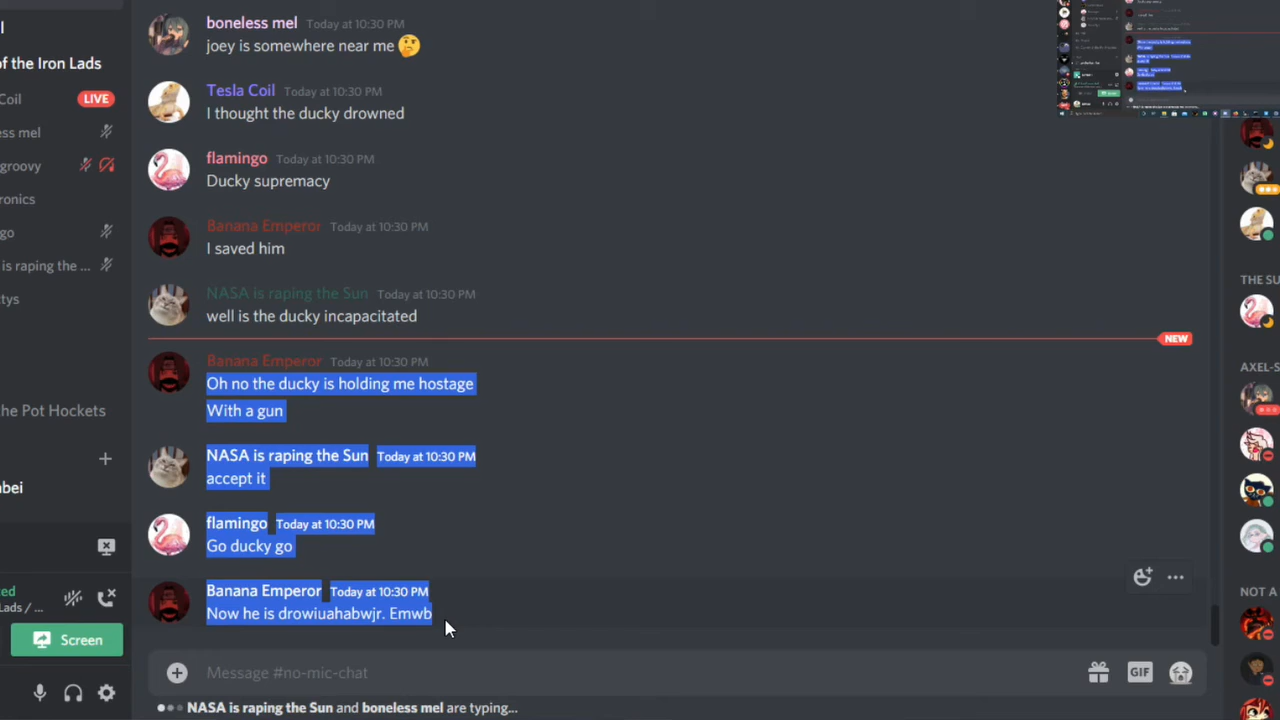 l
of the Iron Lads
Coil LIVE
ess mel
groovy
ronics
go
is raping the ...
ttys
the Pot Hockets
abei
ted
Lads / ...
Screen
boneless mel Today at 10:30 PM
joey is somewhere near me 🤔
Tesla Coil Today at 10:30 PM
I thought the ducky drowned
flamingo Today at 10:30 PM
Ducky supremacy
Banana Emperor Today at 10:30 PM
I saved him
NASA is raping the Sun Today at 10:30 PM
well is the ducky incapacitated
NEW
Banana Emperor Today at 10:30 PM
Oh no the ducky is holding me hostage
With a gun
NASA is raping the Sun Today at 10:30 PM
accept it
flamingo Today at 10:30 PM
Go ducky go
Banana Emperor Today at 10:30 PM
Now he is drowiuahabwjr. Emwb
Message #no-mic-chat
GIF
NASA is raping the Sun and boneless mel are typing...
THE SU
AXEL-S
NOT A